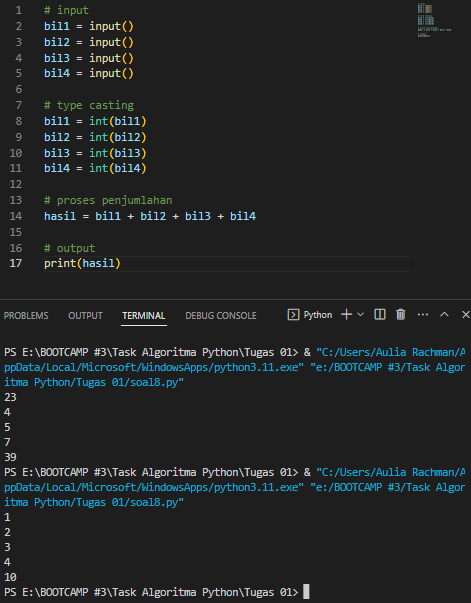 1 # input
2 bil1 = input()
3 bil2 = input()
4 bil3 = input()
5 bil4 = input()
6
7 # type casting
8 bil1 = int(bil1)
9 bil2 = int(bil2)
10 bil3 = int(bil3)
11 bil4 = int(bil4)
12
13 # proses penjumlahan
14 hasil = bil1 + bil2 + bil3 + bil4
15
16 # output
17 print(hasil)
PROBLEMS OUTPUT TERMINAL DEBUG CONSOLE Python
PS E:\BOOTCAMP #3\Task Algoritma Python\Tugas 01> & "C:/Users/Aulia Rachman/A
ppData/Local/Microsoft/WindowsApps/python3.11.exe" "e:/BOOTCAMP #3/Task Algor
itma Python/Tugas 01/soal8.py"
23
4
5
7
39
PS E:\BOOTCAMP #3\Task Algoritma Python\Tugas 01> & "C:/Users/Aulia Rachman/A
ppData/Local/Microsoft/WindowsApps/python3.11.exe" "e:/BOOTCAMP #3/Task Algor
itma Python/Tugas 01/soal8.py"
1
2
3
4
10
PS E:\BOOTCAMP #3\Task Algoritma Python\Tugas 01>